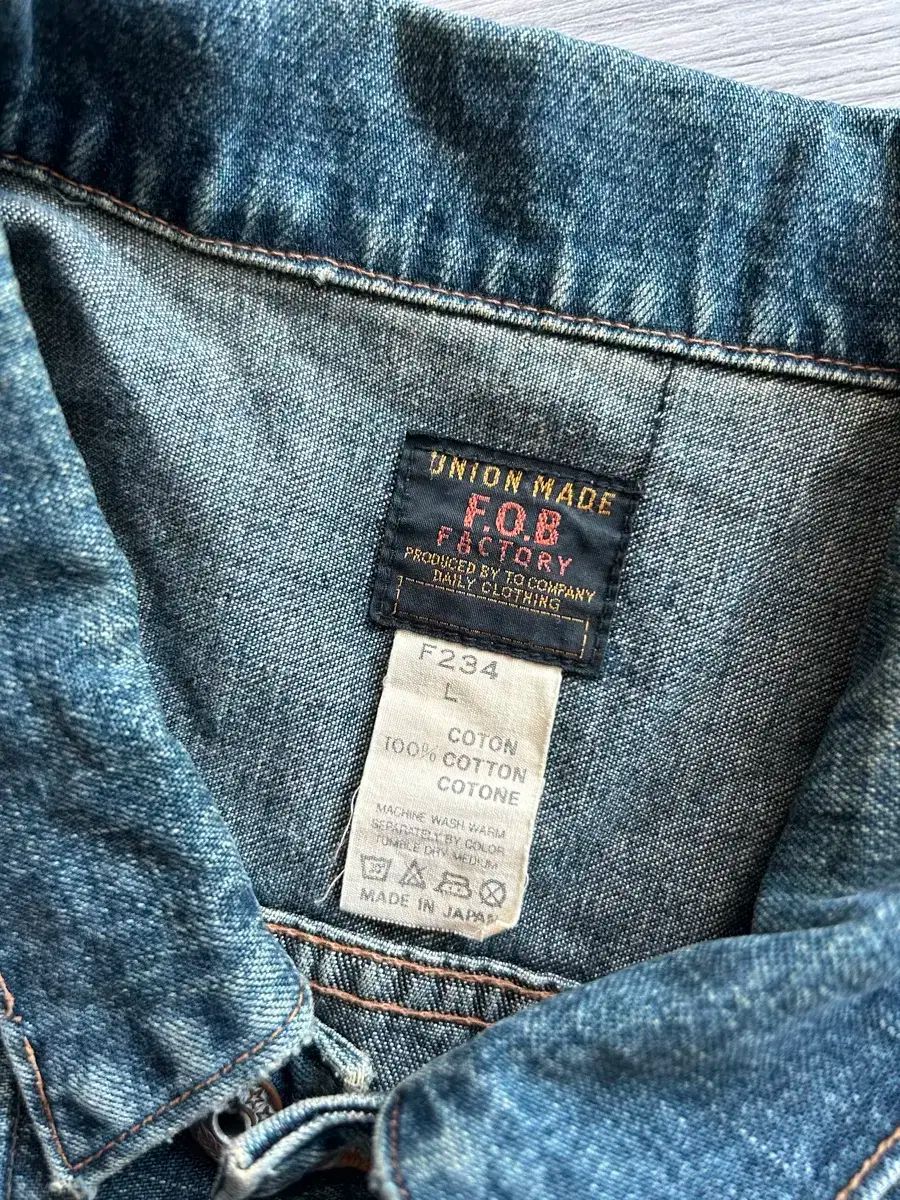 UNION MADE
F.O.B
FACTORY
PRODUCED BY TO COMPANY
DAILY CLOTHING
F234
L
COTON
100% COTTON
COTONE
MACHINE WASH WARM
SEPARATELY BY COLOR
TUMBLE DRY MEDIUM
MADE IN JAPAN